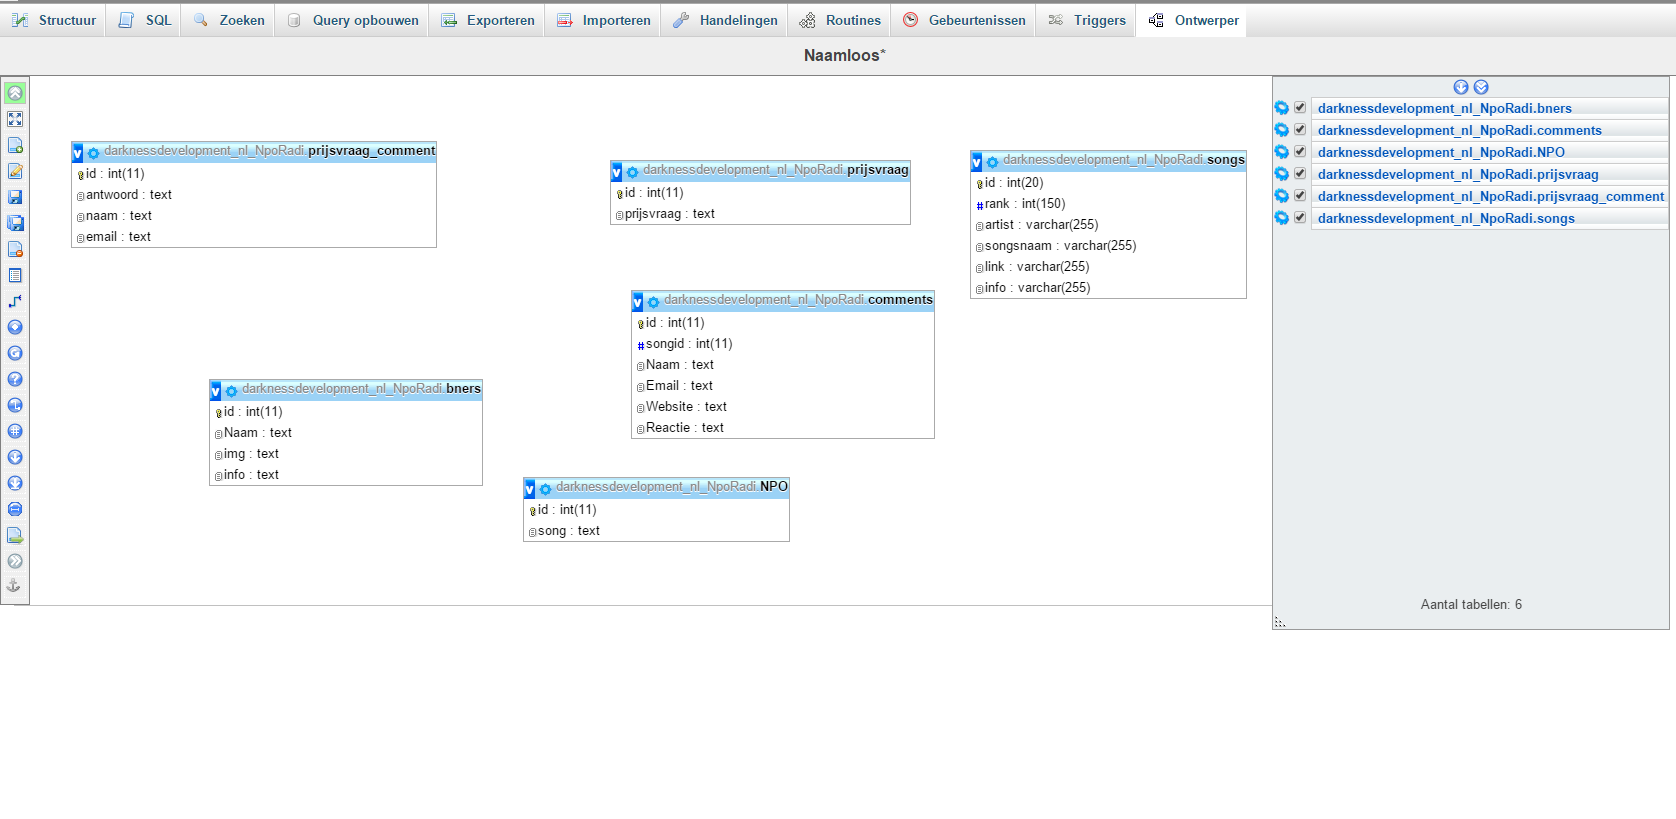 Structuur SQL Zoeken Query opbouwen Exporteren Importeren Handelingen Routines Gebeurtenissen Triggers Ontwerper
Naamloos*
darknessdevelopment_nl_NpoRadi.prijsvraag_comment
id : int(11)
antwoord : text
naam : text
email : text
darknessdevelopment_nl_NpoRadi.prijsvraag
id : int(11)
prijsvraag : text
darknessdevelopment_nl_NpoRadi.songs
id : int(20)
rank : int(150)
artist : varchar(255)
songsnaam : varchar(255)
link : varchar(255)
info : varchar(255)
darknessdevelopment_nl_NpoRadi.comments
id : int(11)
songid : int(11)
Naam : text
Email : text
Website : text
Reactie : text
darknessdevelopment_nl_NpoRadi.bners
id : int(11)
Naam : text
img : text
info : text
darknessdevelopment_nl_NpoRadi.NPO
id : int(11)
song : text
darknessdevelopment_nl_NpoRadi.bners
darknessdevelopment_nl_NpoRadi.comments
darknessdevelopment_nl_NpoRadi.NPO
darknessdevelopment_nl_NpoRadi.prijsvraag
darknessdevelopment_nl_NpoRadi.prijsvraag_comment
darknessdevelopment_nl_NpoRadi.songs
Aantal tabellen: 6